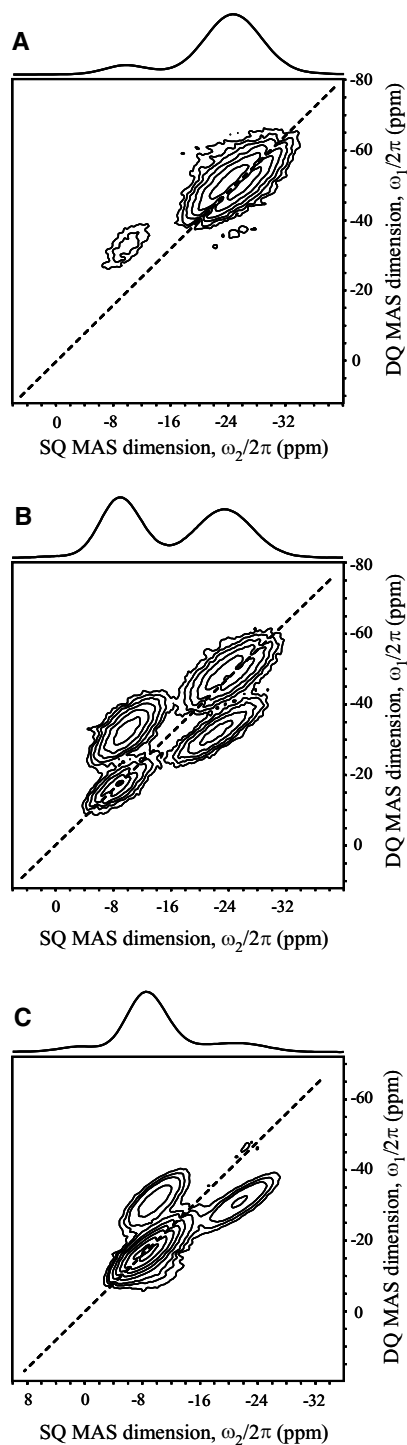 A
-80
-60
-40
-20
0
DQ MAS dimension, ω1/2π (ppm)
0 -8 -16 -24 -32
SQ MAS dimension, ω2/2π (ppm)
B
-80
-60
-40
-20
0
DQ MAS dimension, ω1/2π (ppm)
0 -8 -16 -24 -32
SQ MAS dimension, ω2/2π (ppm)
C
-60
-40
-20
0
DQ MAS dimension, ω1/2π (ppm)
8 0 -8 -16 -24 -32
SQ MAS dimension, ω2/2π (ppm)